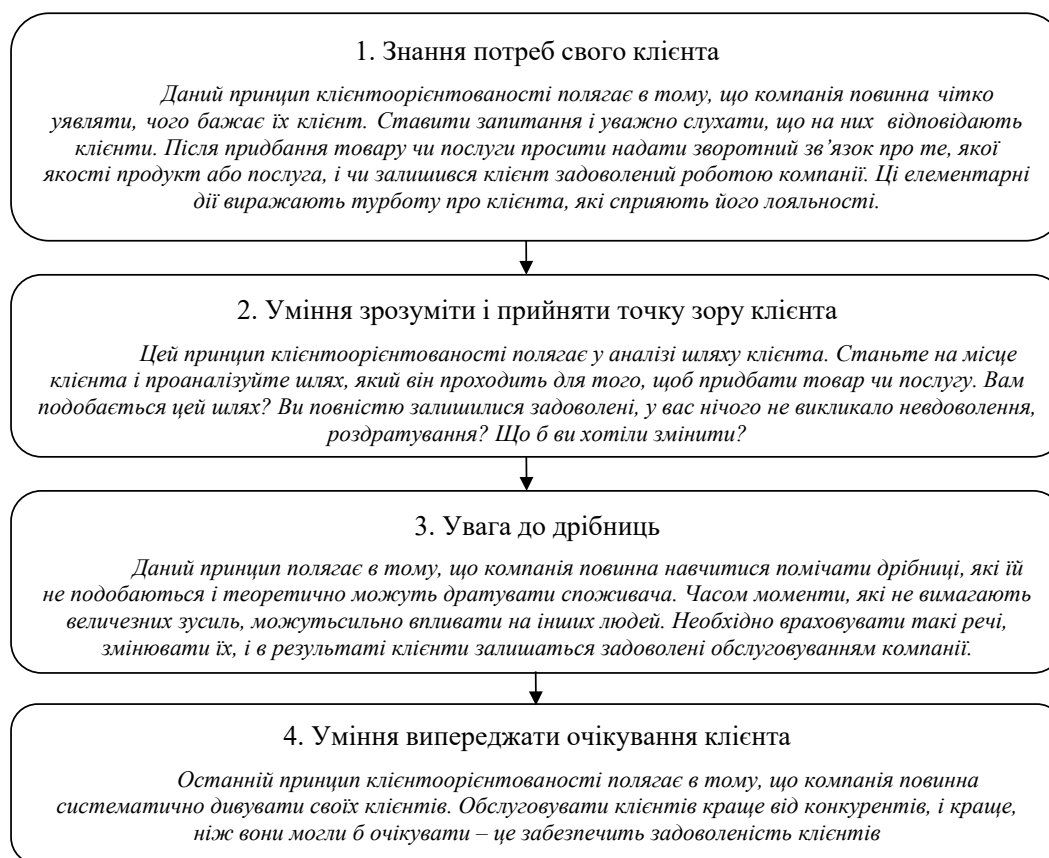 1. Знання потреб свого клієнта
Даний принцип клієнтоорієнтованості полягає в тому, що компанія повинна чітко
уявляти, чого бажає їх клієнт. Ставити запитання і уважно слухати, що на них відповідають
клієнти. Після придбання товару чи послуги просити надати зворотний зв’язок про те, якої
якості продукт або послуга, і чи залишився клієнт задоволений роботою компанії. Ці елементарні
дії виражають турботу про клієнта, які сприяють його лояльності.
2. Уміння зрозуміти і прийняти точку зору клієнта
Цей принцип клієнтоорієнтованості полягає у аналізі шляху клієнта. Станьте на місце
клієнта і проаналізуйте шлях, який він проходить для того, щоб придбати товар чи послугу. Вам
подобається цей шлях? Ви повністю залишилися задоволені, у вас нічого не викликало невдоволення,
роздратування? Що б ви хотіли змінити?
3. Увага до дрібниць
Даний принцип полягає в тому, що компанія повинна навчитися помічати дрібниці, які їй
не подобаються і теоретично можуть дратувати споживача. Часом моменти, які не вимагають
величезних зусиль, можутьсильно впливати на інших людей. Необхідно враховувати такі речі,
змінювати їх, і в результаті клієнти залишаться задоволені обслуговуванням компанії.
4. Уміння випереджати очікування клієнта
Останній принцип клієнтоорієнтованості полягає в тому, що компанія повинна
систематично дивувати своїх клієнтів. Обслуговувати клієнтів краще від конкурентів, і краще,
ніж вони могли б очікувати – це забезпечить задоволеність клієнтів